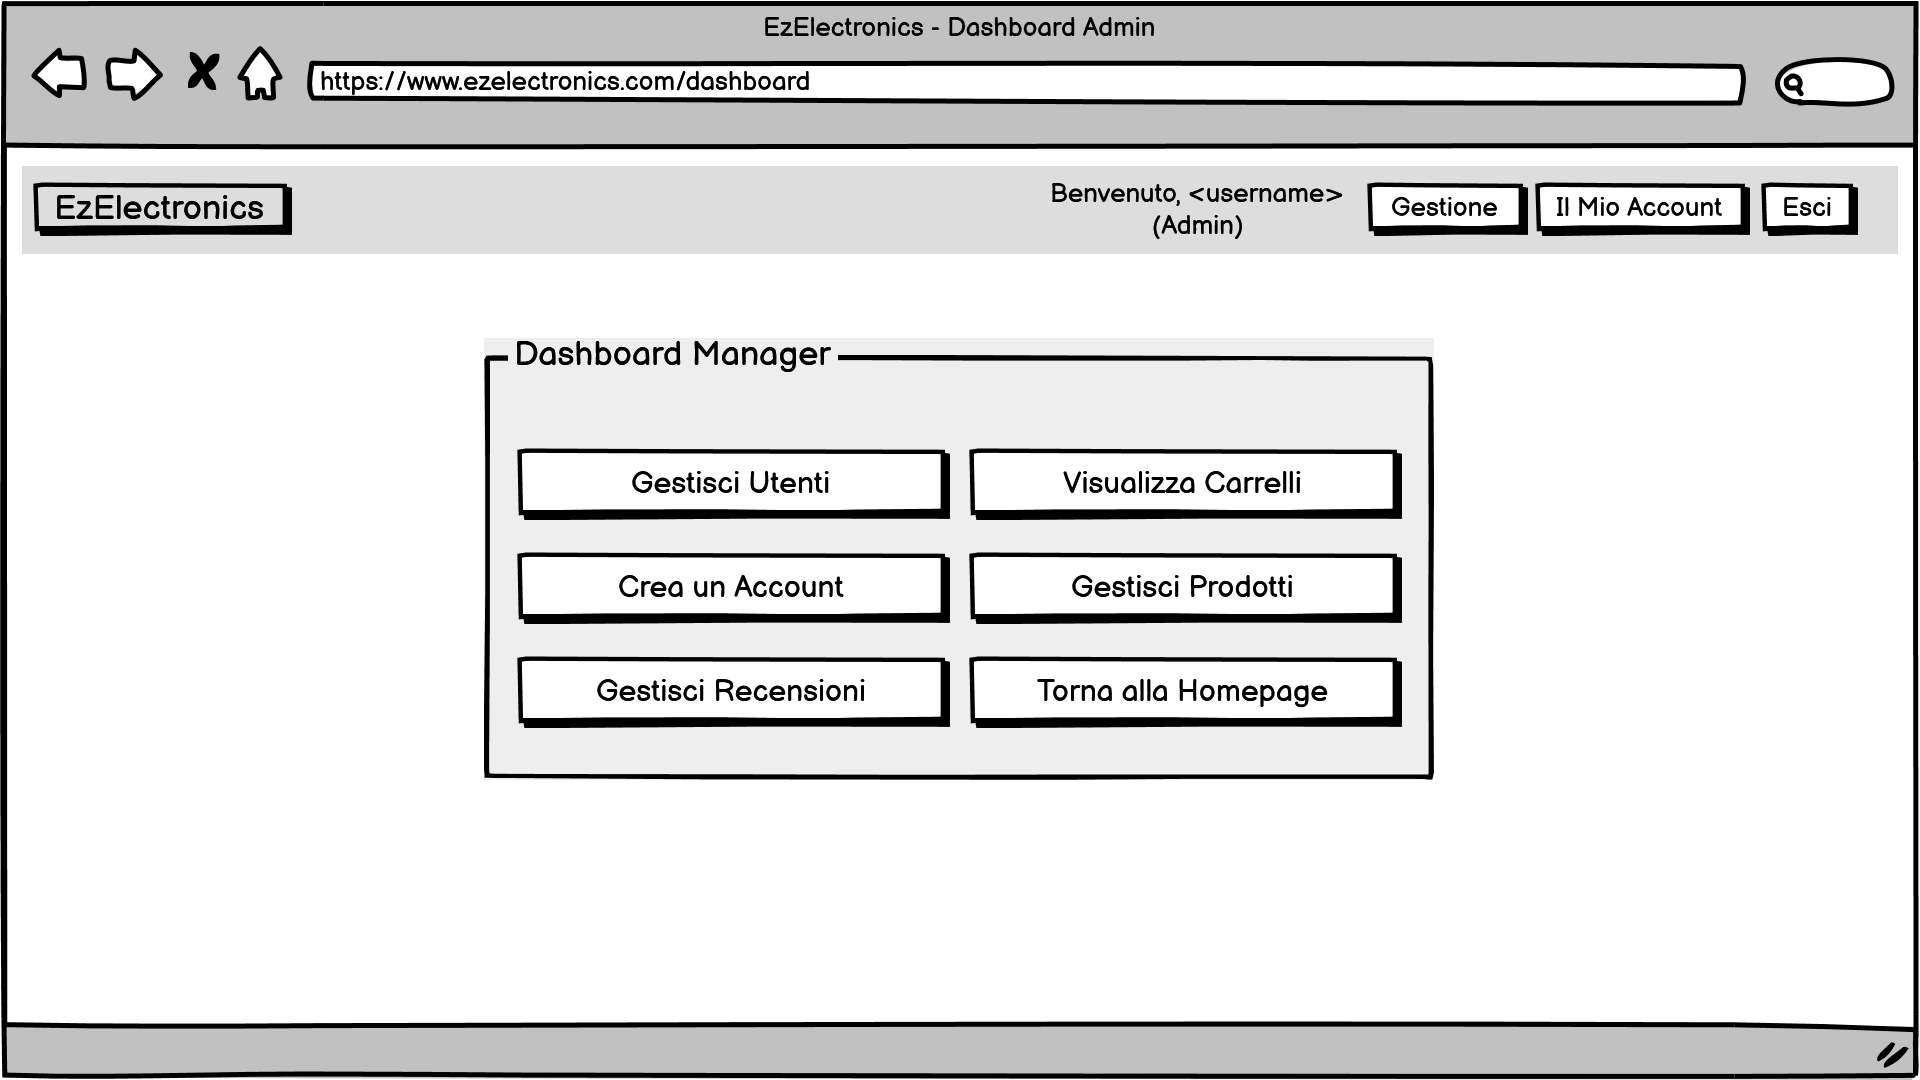 EzElectronics - Dashboard Admin
https://www.ezelectronics.com/dashboard
EzElectronics
Benvenuto, <username>
(Admin)
Gestione
Il Mio Account
Esci
Dashboard Manager
Gestisci Utenti
Visualizza Carrelli
Crea un Account
Gestisci Prodotti
Gestisci Recensioni
Torna alla Homepage